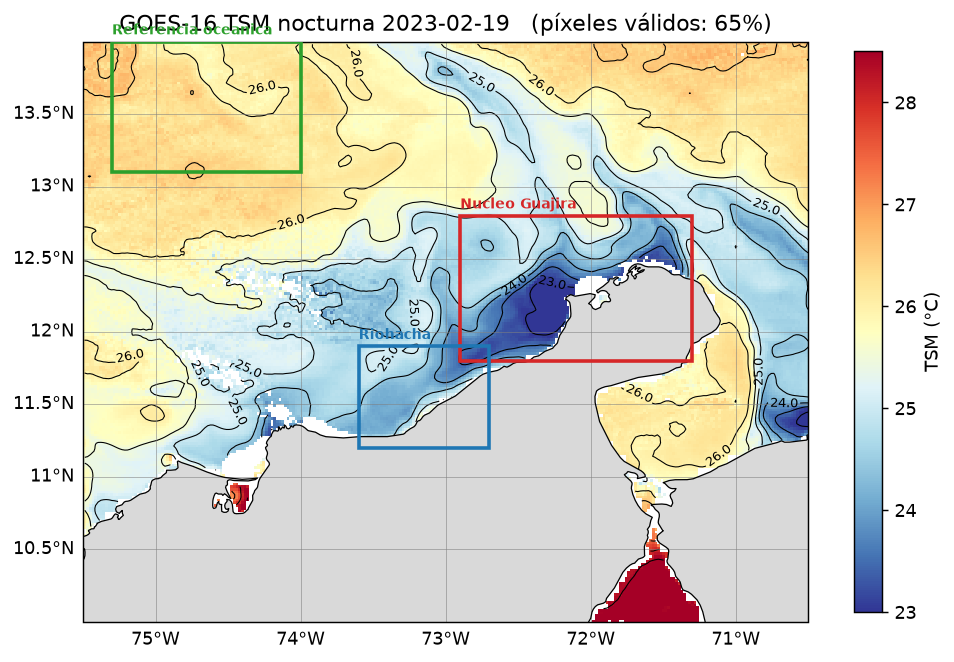 GOES-16 TSM nocturna 2023-02-19 (píxeles válidos: 65%)
Referencia oceanica
26.0
25.0
26.0
26.0
13.5°N
13°N
12.5°N
12°N
11.5°N
11°N
10.5°N
Nucleo Guajira
25.0
26.0
24.0
23.0
25.0
Riohacha
26.0
25.0
25.0
25.0
25.0
25.0
26.0
24.0
26.0
75°W
74°W
73°W
72°W
71°W
28
27
26
25
24
23
TSM (°C)